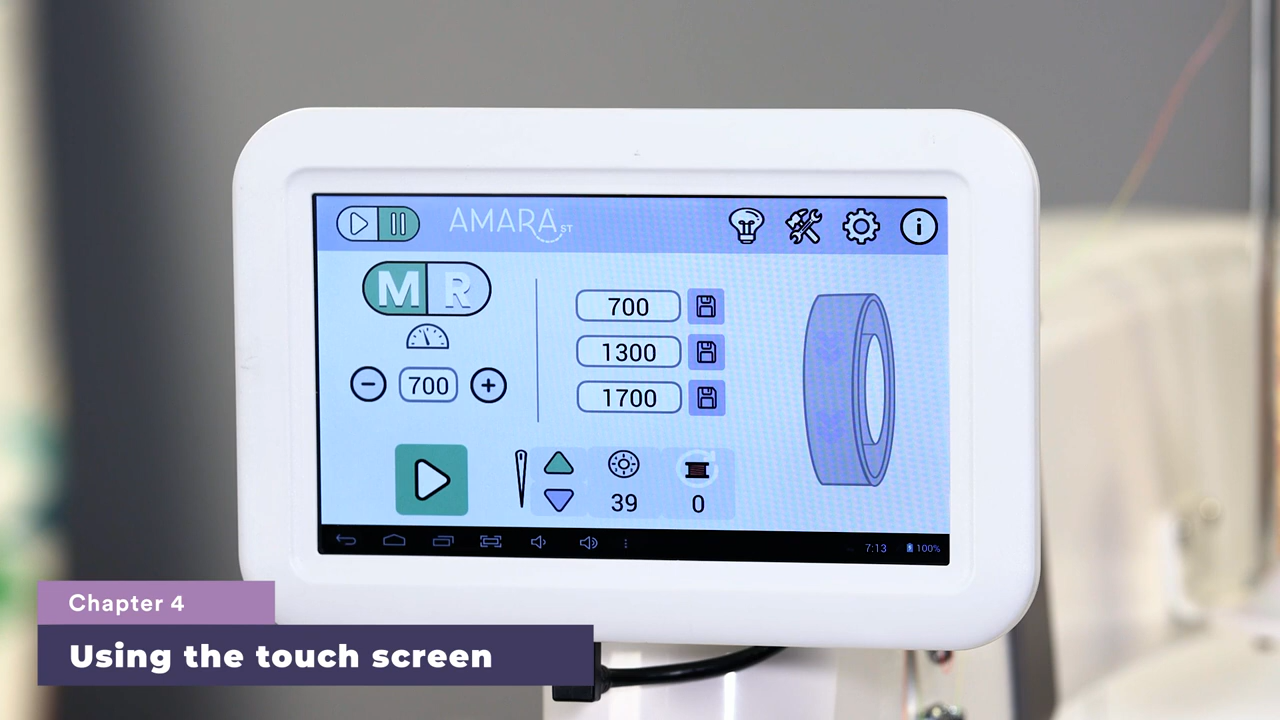 AMARA ST
M R
700
700
1300
1700
39
0
7:13
100%
Chapter 4
Using the touch screen